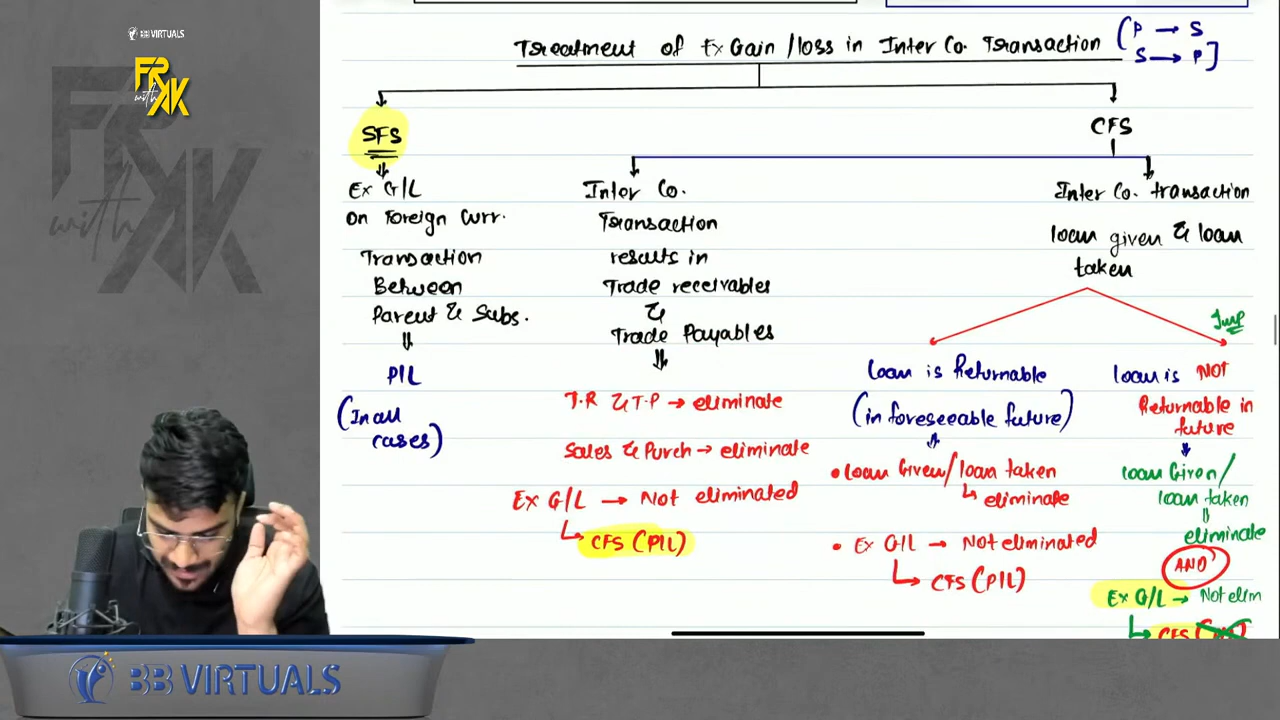 BB VIRTUALS
FR
with
AK
FR
with
AK
Treatment of Ex Gain/loss in Inter Co. Transaction (P → S
S → P]
SFS
CFS
Ex G/L
on Foreign Curr.
Transaction
Between
Parent & Subs.
P/L
(In all
cases)
Inter Co.
Transaction
results in
Trade receivables
&
Trade Payables
T.R & T.P → eliminate
Sales & Purch → eliminate
Ex G/L → Not eliminated
CFS (P/L)
Inter Co. transaction
loan given & loan
taken
loan is Returnable
(in foreseeable future)
• loan Given/loan taken
eliminate
• Ex G/L → Not eliminated
CFS (P/L)
Imp
loan is NOT
Returnable in
future
loan Given/
loan taken
eliminate
AND
Ex G/L → Not elim
CFS
BB VIRTUALS